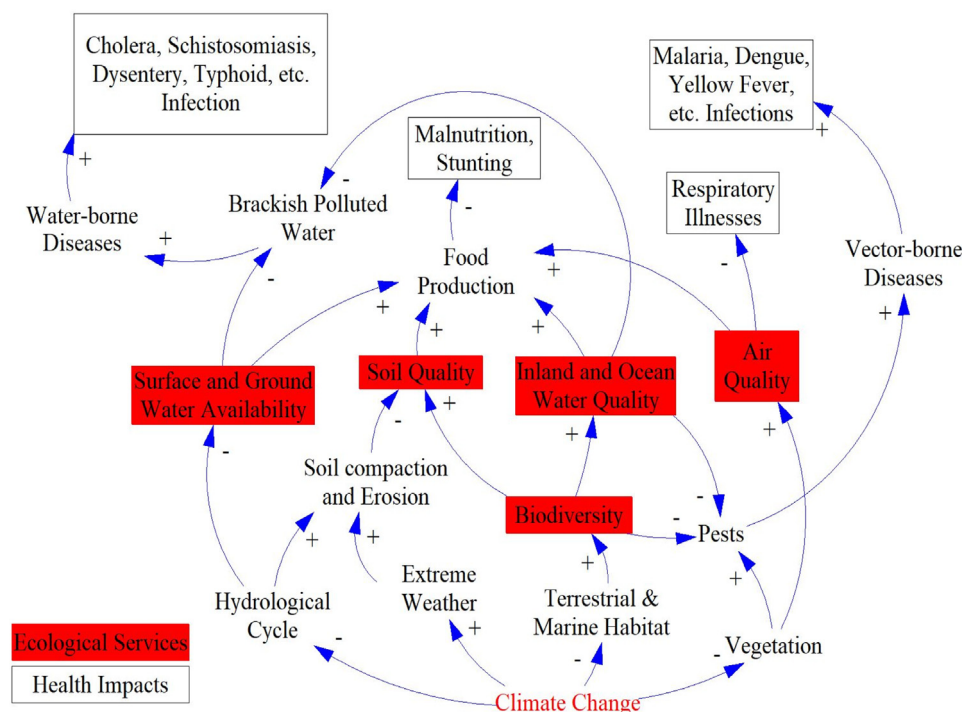 Cholera, Schistosomiasis,
Dysentery, Typhoid, etc.
Infection
Malaria, Dengue,
Yellow Fever,
etc. Infections
Malnutrition,
Stunting
Respiratory
Illnesses
+
+
-
-
-
Water-borne
Diseases
+
Brackish Polluted
Water
-
Food
Production
+
+
+
+
Vector-borne
Diseases
+
Surface and Ground
Water Availability
Soil Quality
Inland and Ocean
Water Quality
Air
Quality
-
-
+
+
+
Soil compaction
and Erosion
+
+
Biodiversity
-
-
Pests
+
+
Hydrological
Cycle
Extreme
Weather
Terrestrial &
Marine Habitat
Vegetation
-
+
-
-
Climate Change
Ecological Services
Health Impacts